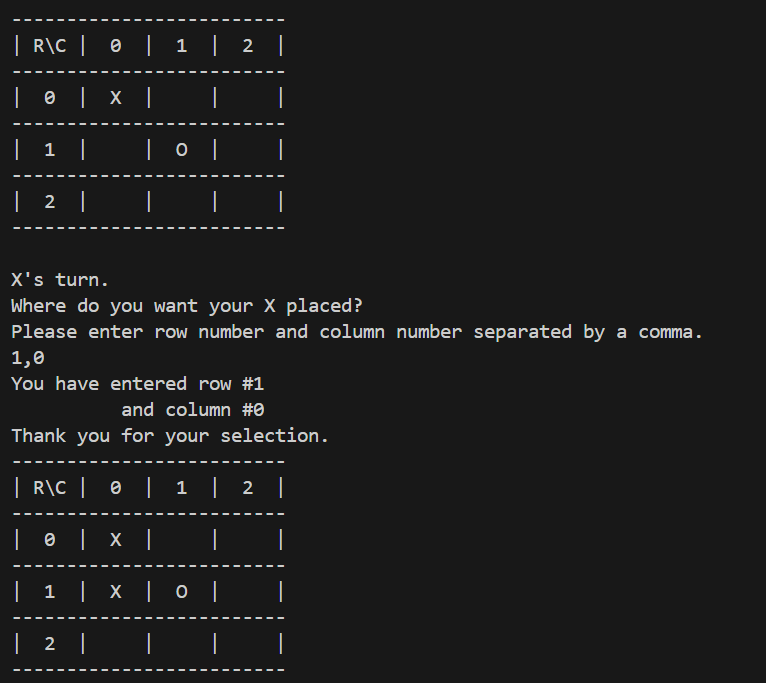 -------------------------
| R\C |  0  |  1  |  2  |
-------------------------
|  0  |  X  |     |     |
-------------------------
|  1  |     |  O  |     |
-------------------------
|  2  |     |     |     |
-------------------------
X's turn.
Where do you want your X placed?
Please enter row number and column number separated by a comma.
1,0
You have entered row #1
          and column #0
Thank you for your selection.
-------------------------
| R\C |  0  |  1  |  2  |
-------------------------
|  0  |  X  |     |     |
-------------------------
|  1  |  X  |  O  |     |
-------------------------
|  2  |     |     |     |
-------------------------